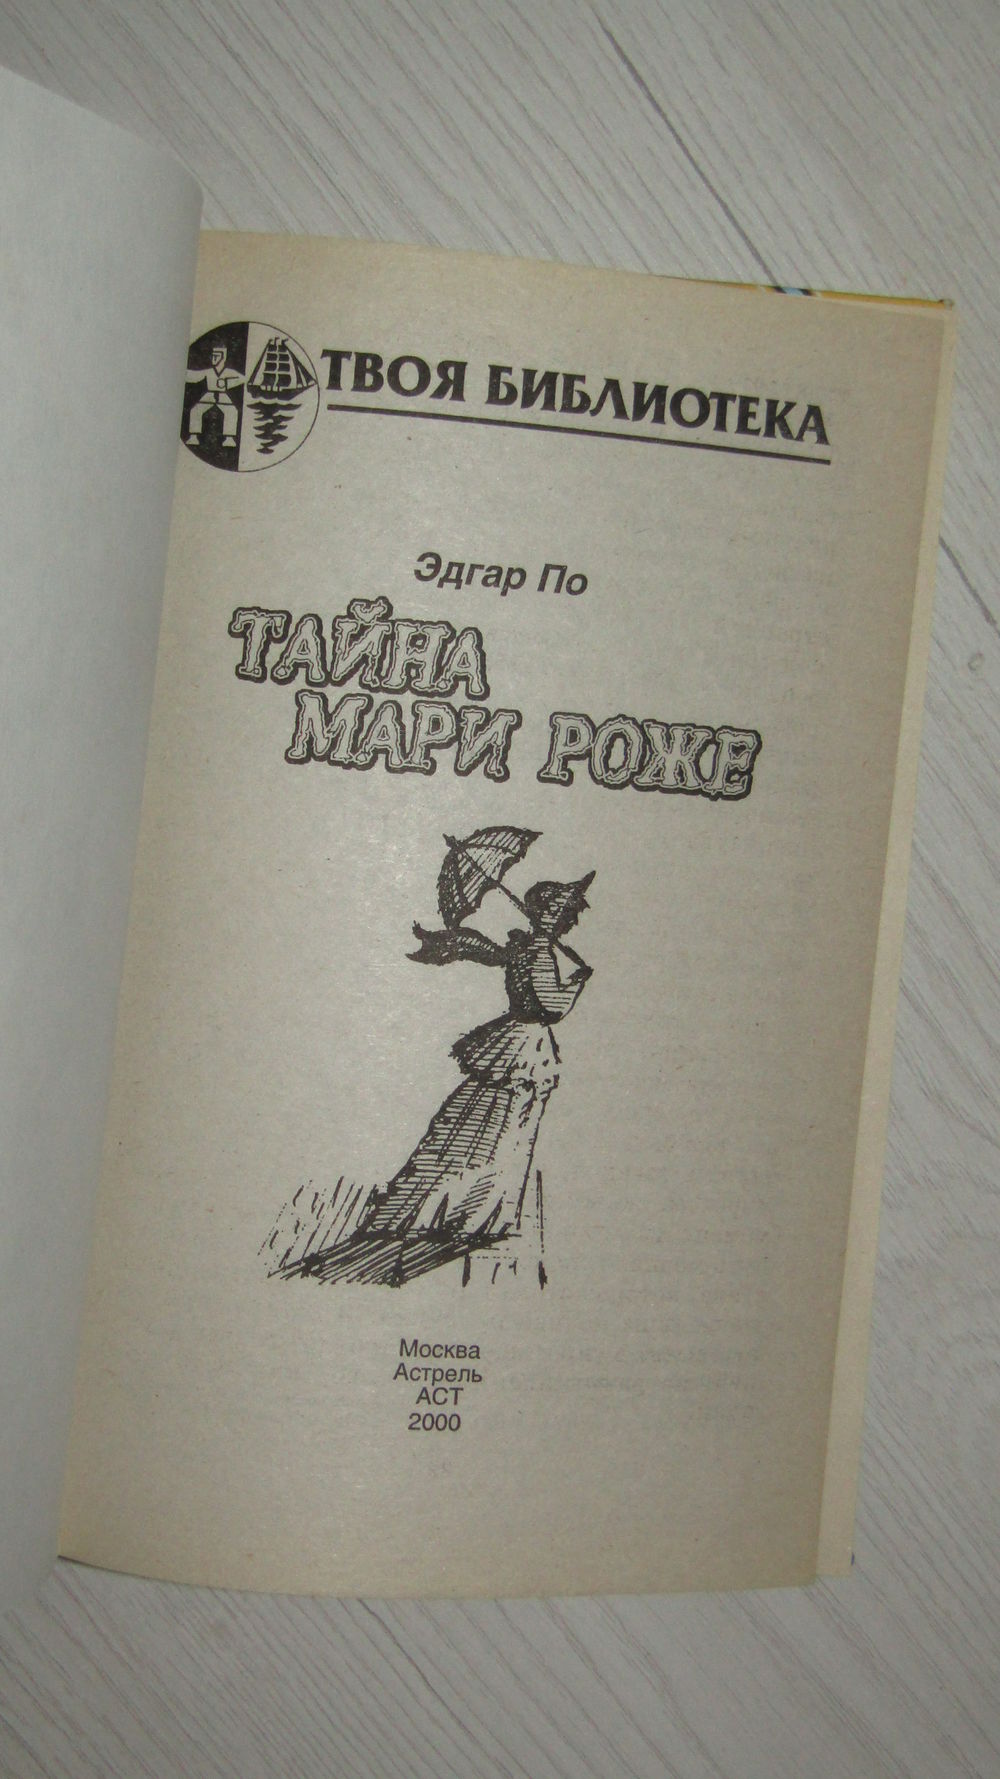 ТВОЯ БИБЛИОТЕКА
Эдгар По
ТАЙНА
МАРИ РОЖЕ
Москва
Астрель
АСТ
2000